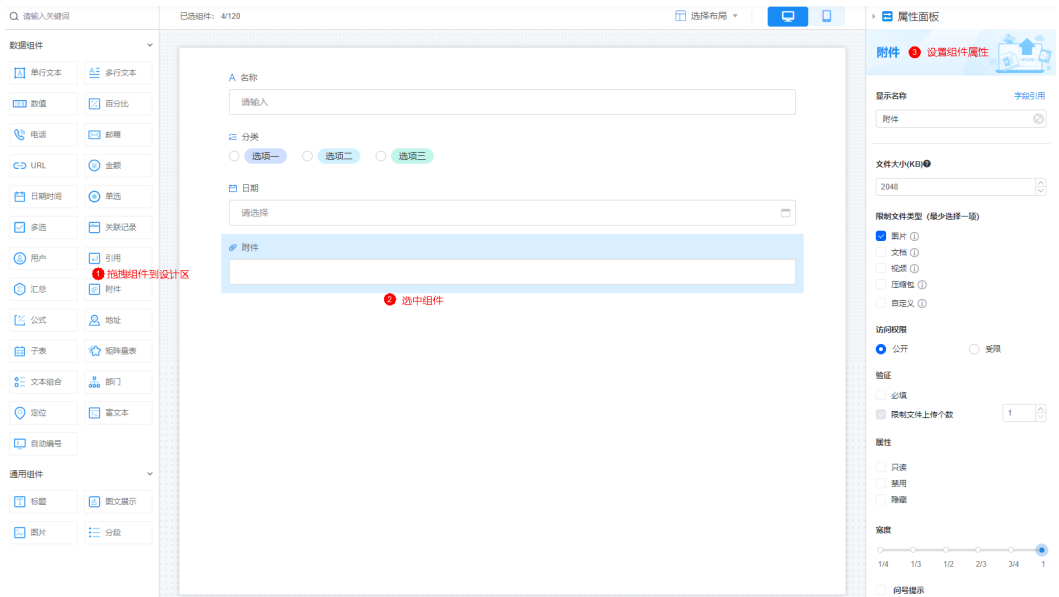 请输入关键词
数据组件
单行文本
多行文本
数值
百分比
电话
邮箱
URL
金额
日期时间
单选
多选
关联记录
用户
引用
1 拖拽组件到设计区
汇总
附件
公式
地址
子表
矩阵量表
文本组合
部门
定位
富文本
自动编号
通用组件
标题
图文展示
图片
分段
已选组件： 4/120
选择布局
名称
请输入
分类
选项一
选项二
选项三
日期
请选择
附件
2 选中组件
属性面板
附件
3 设置组件属性
显示名称
字段引用
附件
文件大小(KB)
2048
限制文件类型（最少选择一项）
图片
文档
视频
压缩包
自定义
访问权限
公开
受限
验证
必填
限制文件上传个数
1
属性
只读
禁用
隐藏
宽度
1/4 1/3 1/2 2/3 3/4 1
问号提示